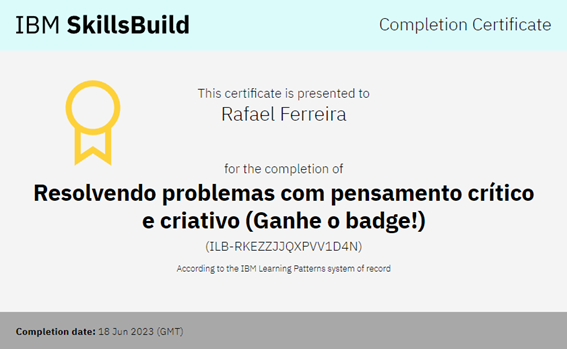 IBM SkillsBuild
Completion Certificate
This certificate is presented to
Rafael Ferreira
for the completion of
Resolvendo problemas com pensamento crítico
e criativo (Ganhe o badge!)
(ILB-RKEZZJJQXPVV1D4N)
According to the IBM Learning Patterns system of record
Completion date: 18 Jun 2023 (GMT)